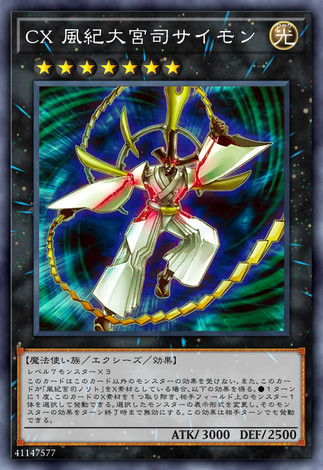 CX 風紀大宮司サイモン
光
【魔法使い族／エクシーズ／効果】
レベル7モンスター×3
このカードはこのカード以外のモンスターの効果を受けない。また、このカー
ドが「風紀宮司ノリト」をX素材としている場合、以下の効果を得る。●1ター
ンに1度、このカードのX素材を1つ取り除き、相手フィールド上のモンスター1
体を選択して発動できる。選択したモンスターの表示形式を変更し、そのモン
スターの効果をターン終了時まで無効にする。この効果は相手ターンでも発動
できる。
ATK/ 3000 DEF/2500
41147577